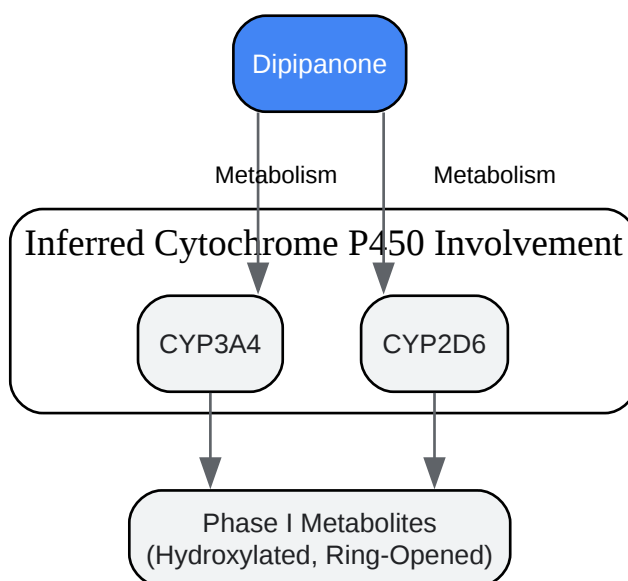 Dipipanone
Metabolism
Metabolism
Inferred Cytochrome P450 Involvement
CYP3A4
CYP2D6
Phase I Metabolites
(Hydroxylated, Ring-Opened)